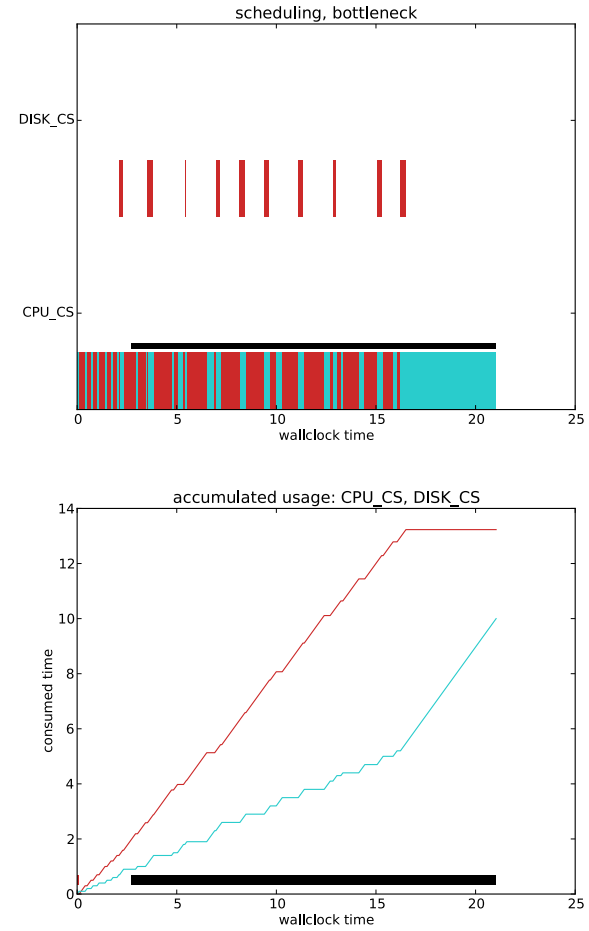 scheduling, bottleneck
DISK_CS
CPU_CS
0 5 10 15 20 25
wallclock time
accumulated usage: CPU_CS, DISK_CS
14
12
10
8
6
4
2
0
consumed time
0 5 10 15 20 25
wallclock time